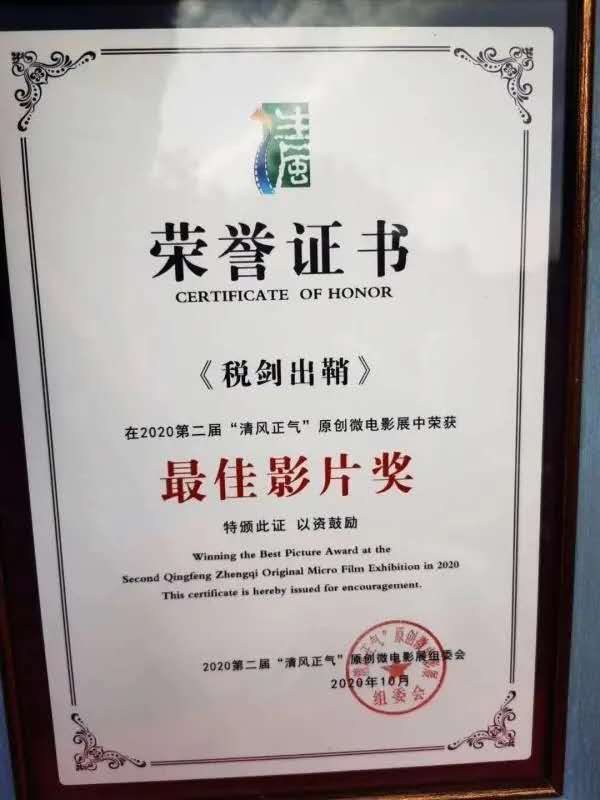 荣誉证书
CERTIFICATE OF HONOR
《税剑出鞘》
在2020第二届“清风正气”原创微电影展中荣获
最佳影片奖
特颁此证 以资鼓励
Winning the Best Picture Award at the
Second Qingfeng Zhengqi Original Micro Film Exhibition in 2020
This certificate is hereby issued for encouragement.
2020第二届“清风正气”原创微电影展组委会
2020年10月
组委会